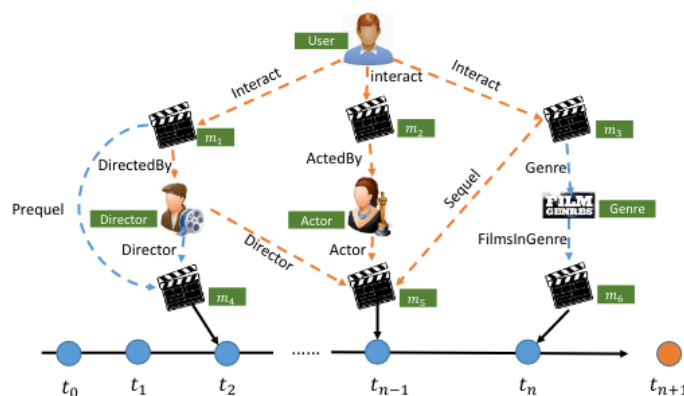 User
Interact
interact
Interact
m₁
m₂
m₃
DirectedBy
ActedBy
Genre
Prequel
Sequel
Director
Actor
FILM
GENRES
Genre
Director
Director
Actor
FilmsInGenre
m₄
m₅
m₆
......
t₀
t₁
t₂
tₙ₋₁
tₙ
tₙ₊₁